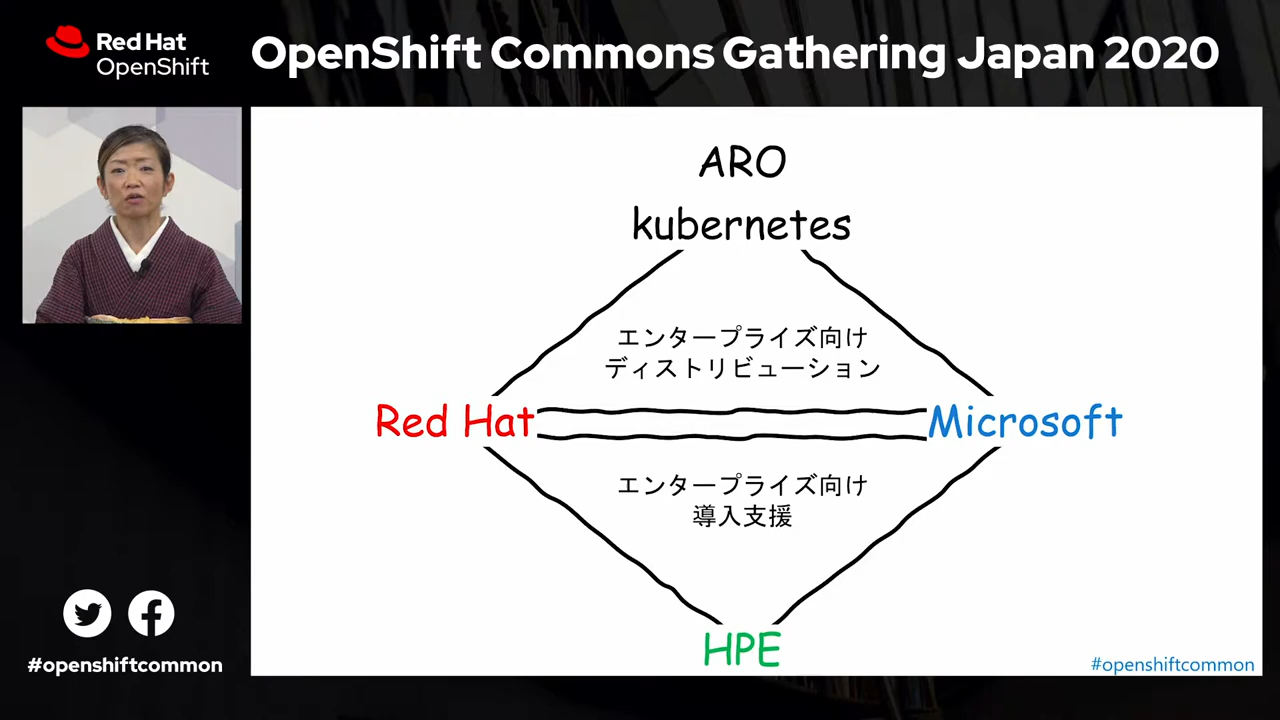 Red Hat
OpenShift
OpenShift Commons Gathering Japan 2020
ARO
kubernetes
エンタープライズ向け
ディストリビューション
Red Hat
Microsoft
エンタープライズ向け
導入支援
HPE
#openshiftcommon
#openshiftcommon